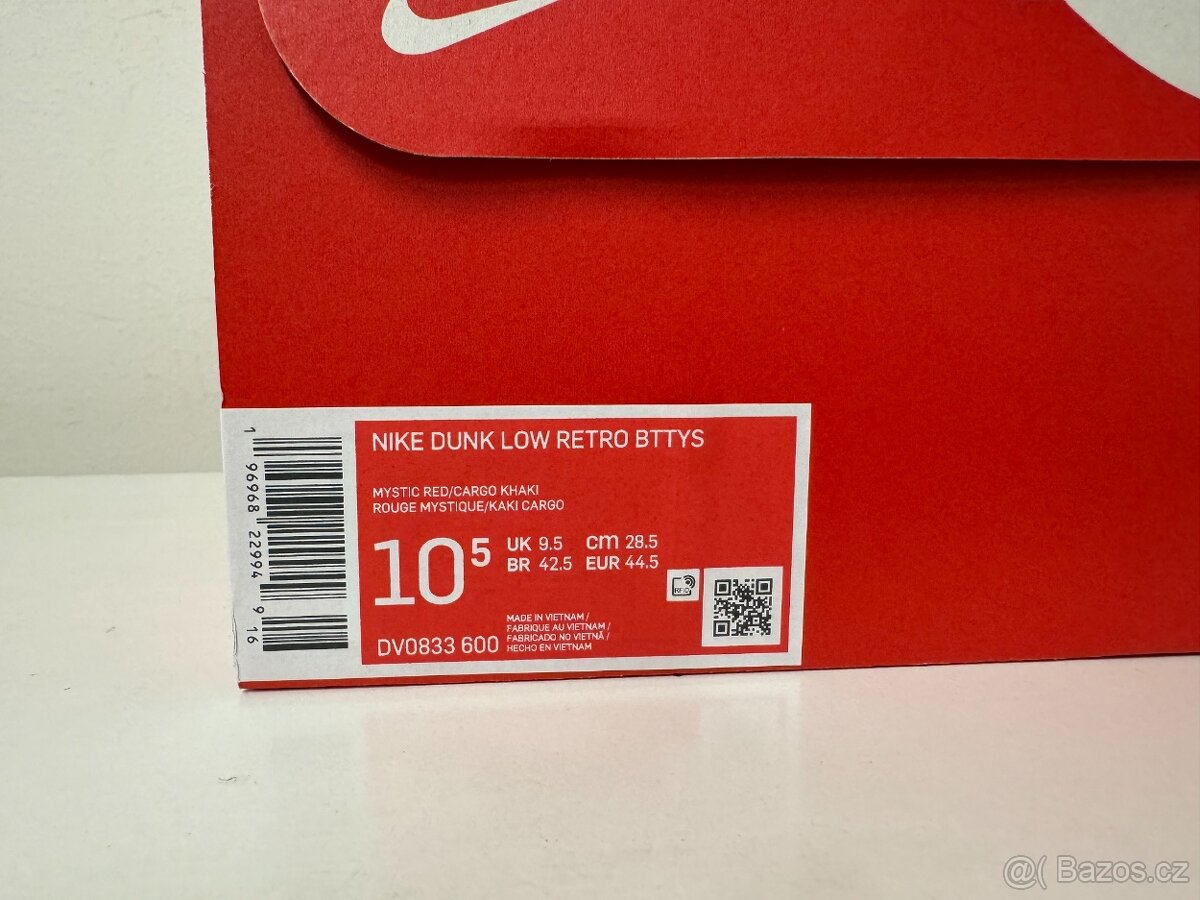 NIKE DUNK LOW RETRO BTTYS
MYSTIC RED/CARGO KHAKI
ROUGE MYSTIQUE/KAKI CARGO
10 5 UK 9.5 cm 28.5
BR 42.5 EUR 44.5
RFID
DV0833 600
MADE IN VIETNAM /
FABRIQUE AU VIETNAM /
FABRICADO NO VIETNÃ /
HECHO EN VIETNAM
1 96968 22994 9 16
@( Bazos.cz